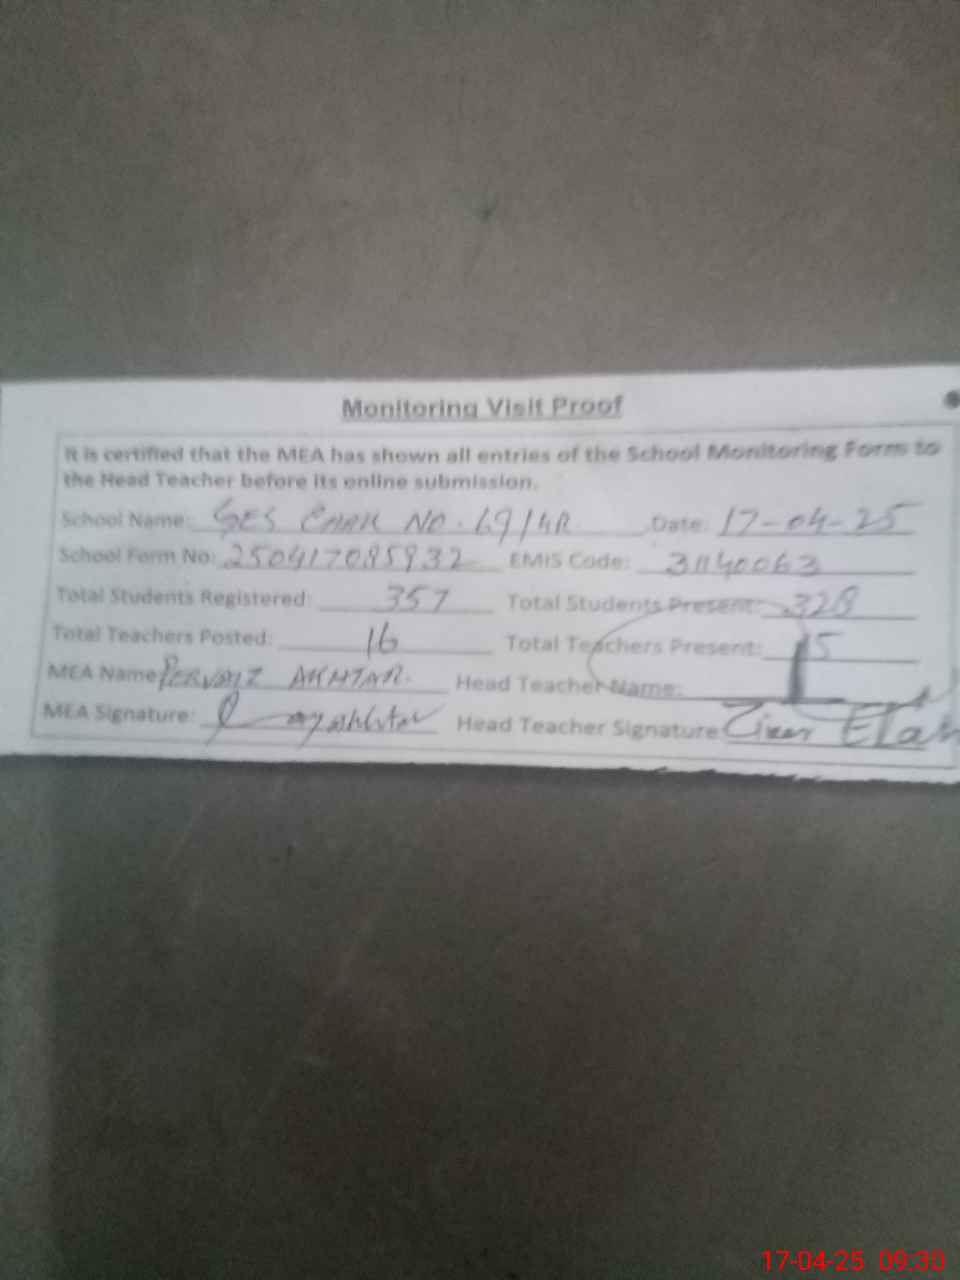 Monitoring Visit Proof
It is certified that the MEA has shown all entries of the School Monitoring Form to
the Head Teacher before its online submission.
School Name: GES CHAK NO. 69/4R Date: 17-04-25
School Form No: 250417085932 EMIS Code: 31140063
Total Students Registered: 357 Total Students Present: 328
Total Teachers Posted: 16 Total Teachers Present: 15
MEA Name: PERVAIZ AKHTAR. Head Teacher Name:
MEA Signature: Head Teacher Signature
17-04-25 09:30